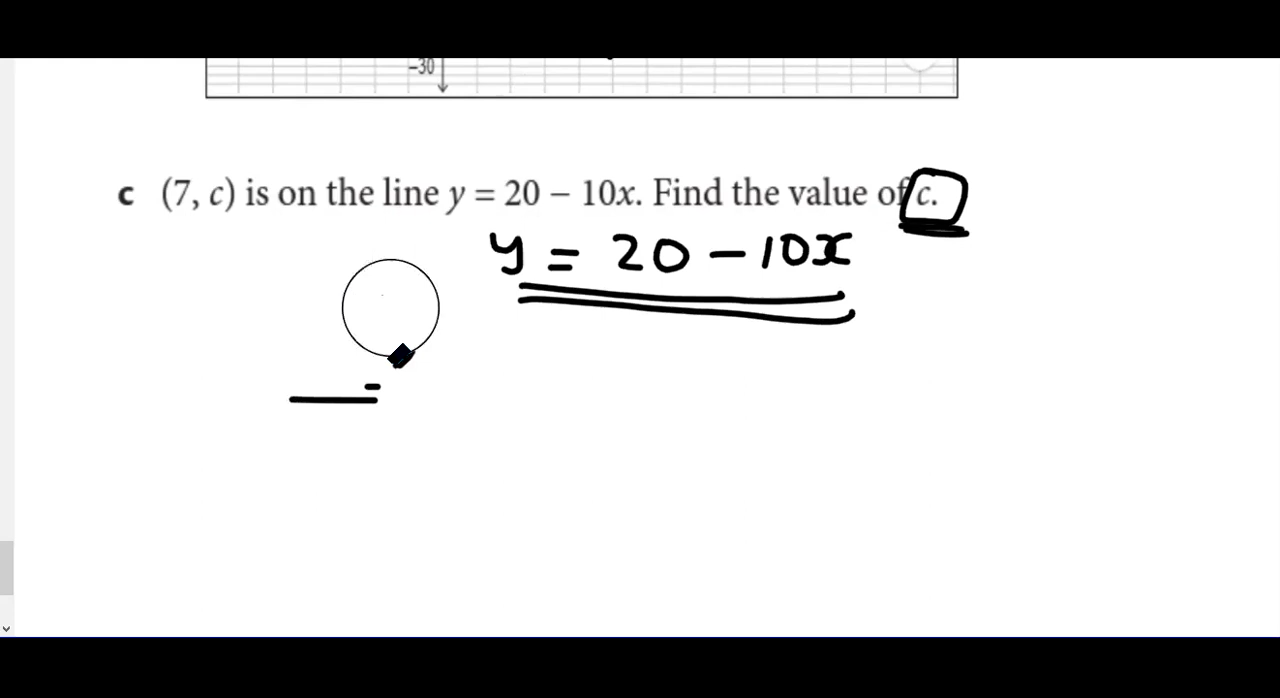 –30
c (7, c) is on the line y = 20 – 10x. Find the value of c.
y = 20 – 10x